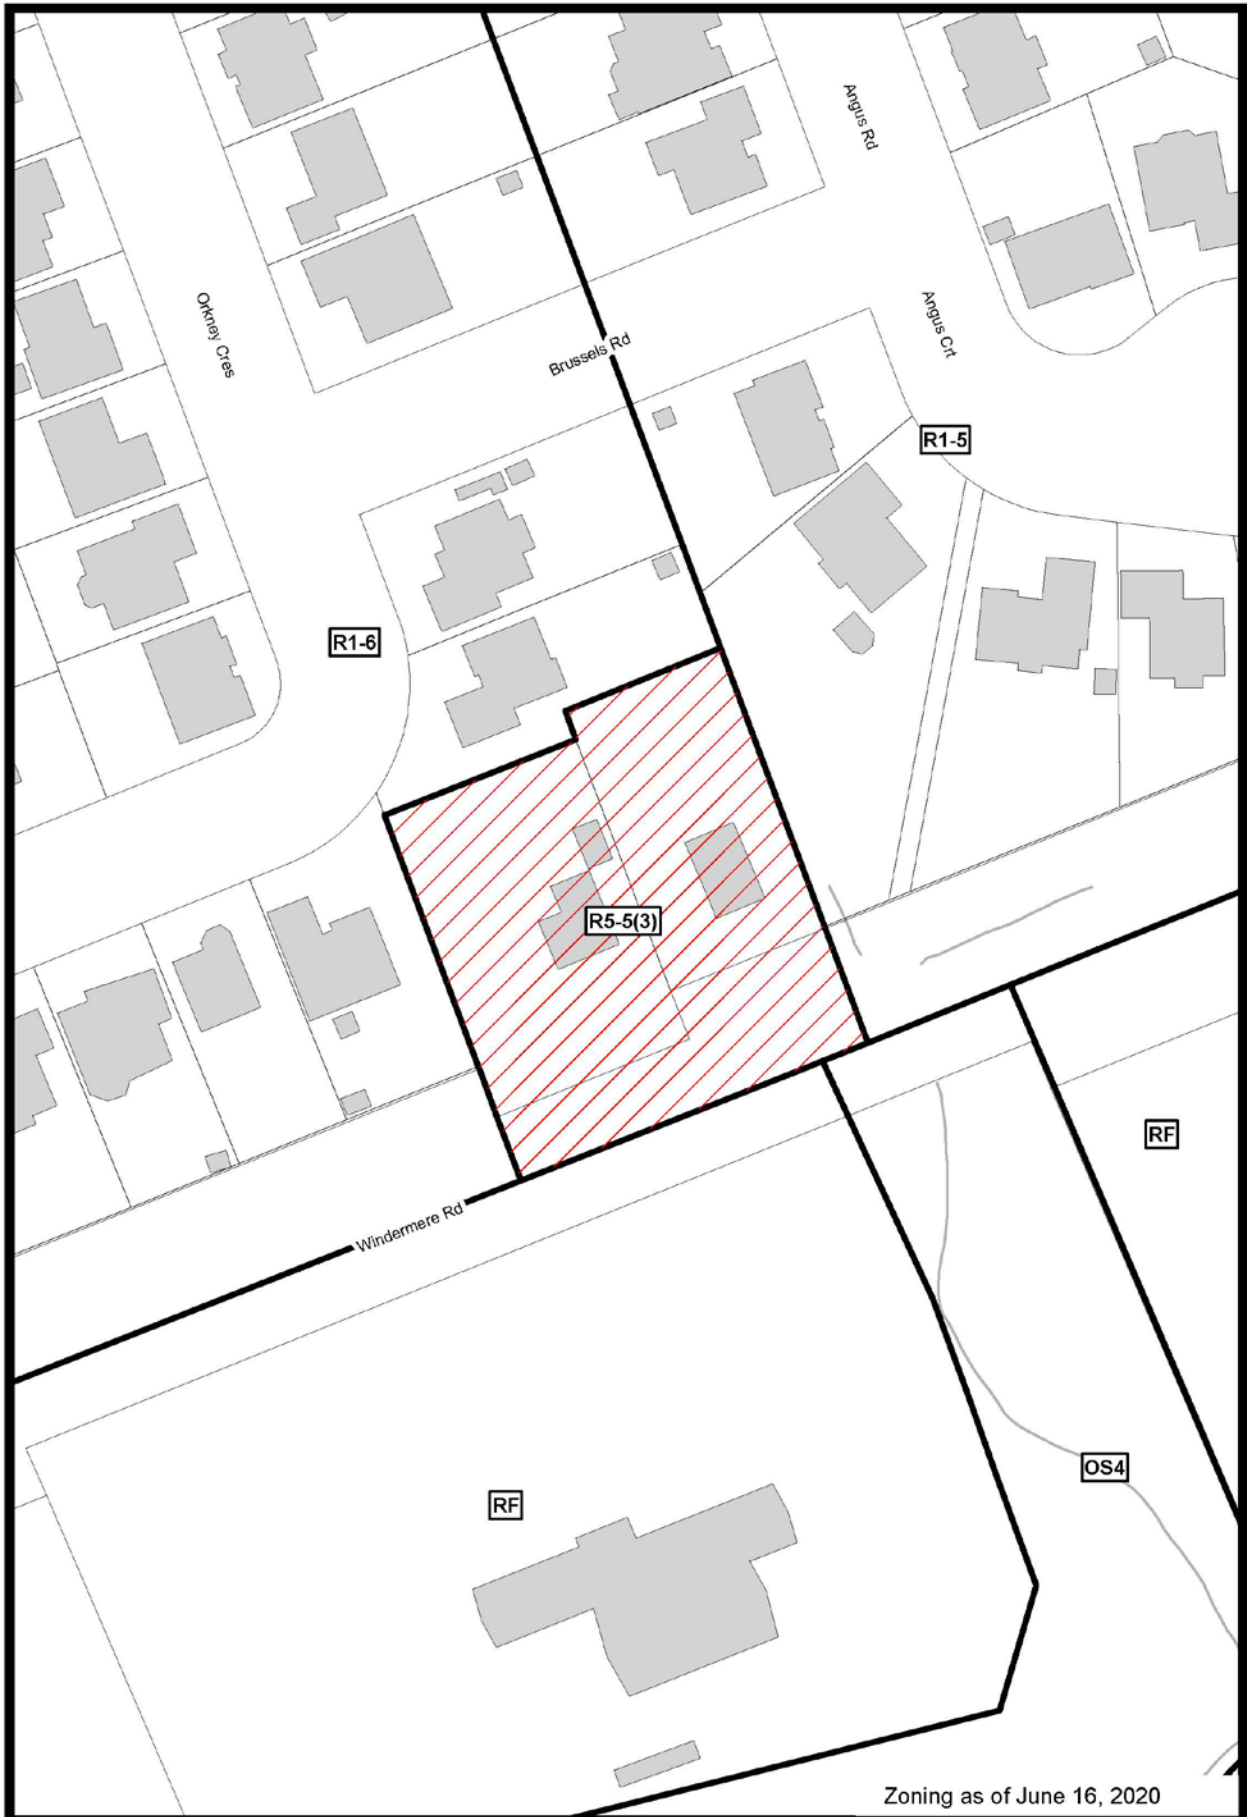 Angus Rd
Orkney Cres
Angus Crt
Brussels Rd
R1-5
R1-6
R5-5(3)
RF
Windermere Rd
OS4
RF
Zoning as of June 16, 2020